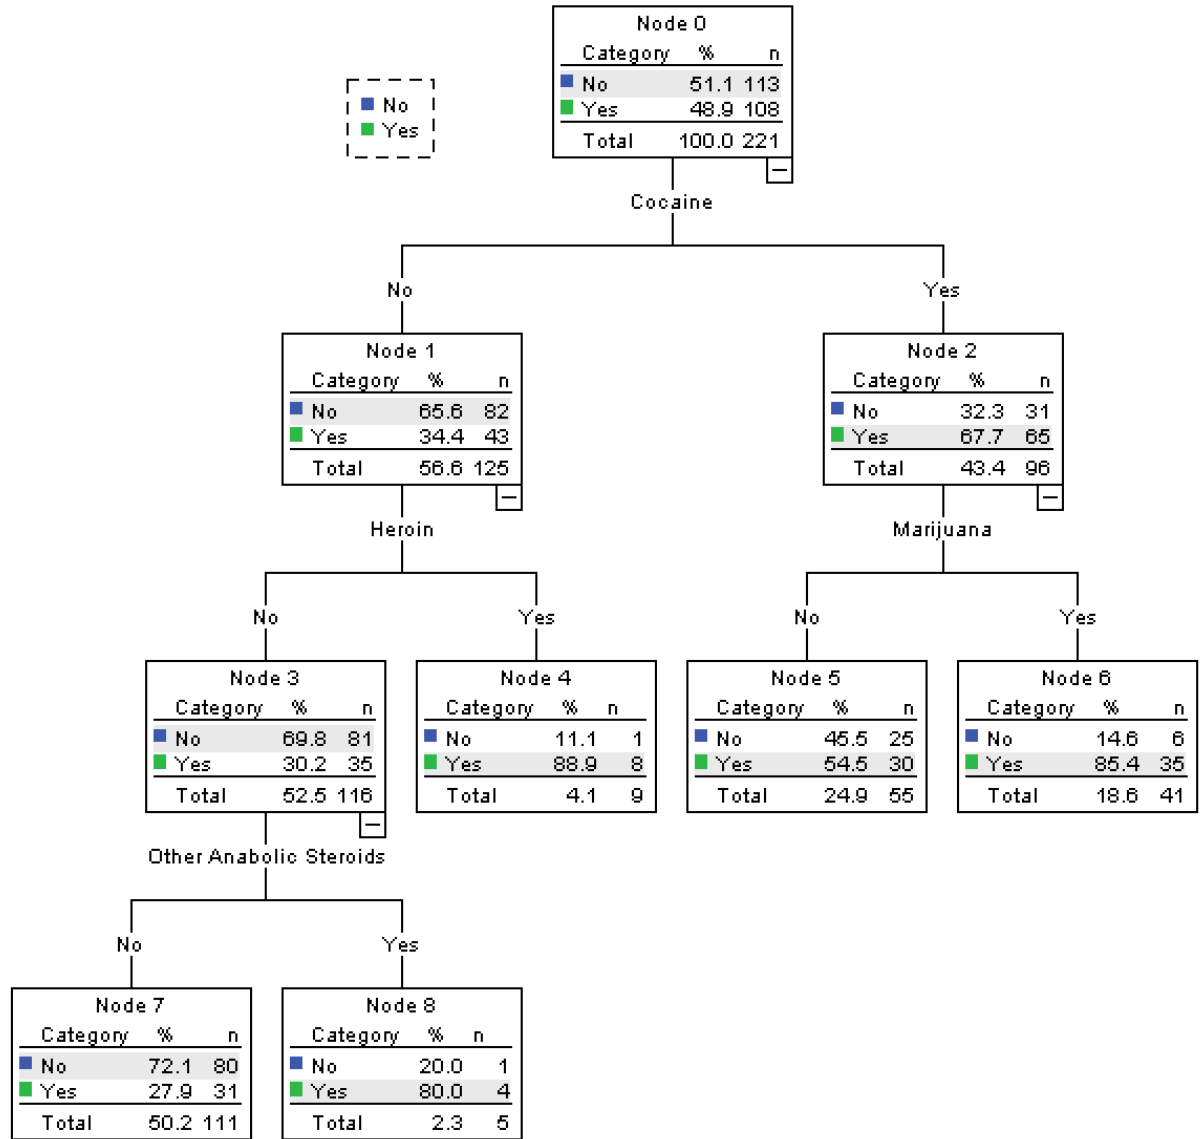 Node 0
Category % n
No 51.1 113
Yes 48.9 108
Total 100.0 221
No
Yes
Cocaine
No
Yes
Node 1
Category % n
No 65.6 82
Yes 34.4 43
Total 56.6 125
Node 2
Category % n
No 32.3 31
Yes 67.7 65
Total 43.4 96
Heroin
Marijuana
No
Yes
No
Yes
Node 3
Category % n
No 69.8 81
Yes 30.2 35
Total 52.5 116
Node 4
Category % n
No 11.1 1
Yes 88.9 8
Total 4.1 9
Node 5
Category % n
No 45.5 25
Yes 54.5 30
Total 24.9 55
Node 6
Category % n
No 14.6 6
Yes 85.4 35
Total 18.6 41
Other Anabolic Steroids
No
Yes
Node 7
Category % n
No 72.1 80
Yes 27.9 31
Total 50.2 111
Node 8
Category % n
No 20.0 1
Yes 80.0 4
Total 2.3 5